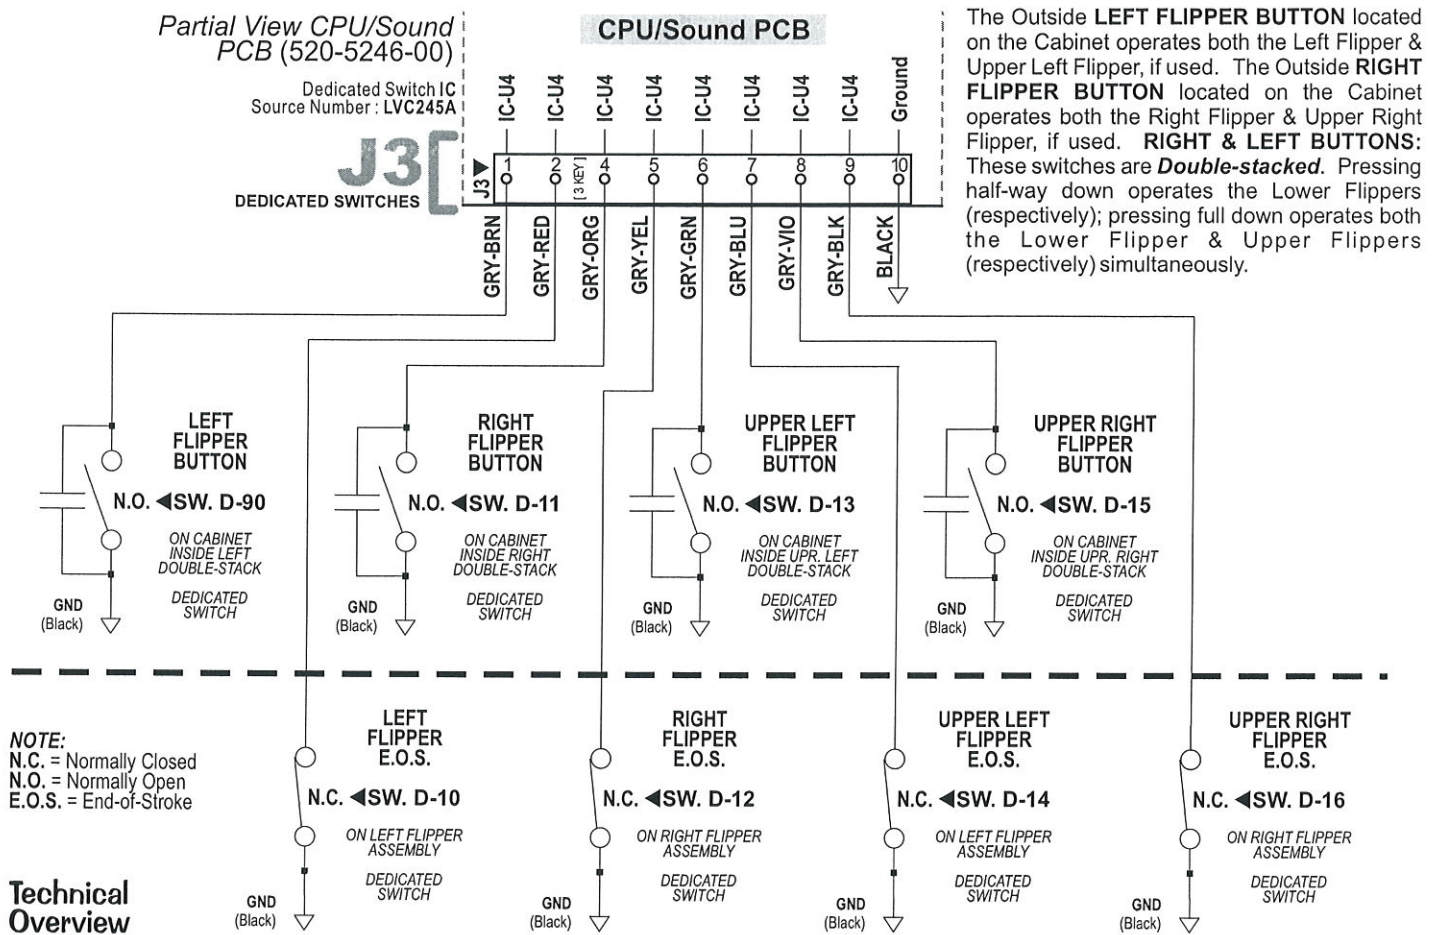 Partial View CPU/Sound
PCB (520-5246-00)
Dedicated Switch IC
Source Number : LVC245A
J3
DEDICATED SWITCHES
CPU/Sound PCB
IC-U4
IC-U4
IC-U4
IC-U4
IC-U4
IC-U4
IC-U4
IC-U4
Ground
J3
1
2
[3 KEY]
4
5
6
7
8
9
10
GRY-BRN
GRY-RED
GRY-ORG
GRY-YEL
GRY-GRN
GRY-BLU
GRY-VIO
GRY-BLK
BLACK
The Outside LEFT FLIPPER BUTTON located
on the Cabinet operates both the Left Flipper &
Upper Left Flipper, if used. The Outside RIGHT
FLIPPER BUTTON located on the Cabinet
operates both the Right Flipper & Upper Right
Flipper, if used. RIGHT & LEFT BUTTONS:
These switches are Double-stacked. Pressing
half-way down operates the Lower Flippers
(respectively); pressing full down operates both
the Lower Flipper & Upper Flippers
(respectively) simultaneously.
LEFT
FLIPPER
BUTTON
N.O. ◀SW. D-90
ON CABINET
INSIDE LEFT
DOUBLE-STACK
DEDICATED
SWITCH
GND
(Black)
RIGHT
FLIPPER
BUTTON
N.O. ◀SW. D-11
ON CABINET
INSIDE RIGHT
DOUBLE-STACK
DEDICATED
SWITCH
GND
(Black)
UPPER LEFT
FLIPPER
BUTTON
N.O. ◀SW. D-13
ON CABINET
INSIDE UPR. LEFT
DOUBLE-STACK
DEDICATED
SWITCH
GND
(Black)
UPPER RIGHT
FLIPPER
BUTTON
N.O. ◀SW. D-15
ON CABINET
INSIDE UPR. RIGHT
DOUBLE-STACK
DEDICATED
SWITCH
GND
(Black)
NOTE:
N.C. = Normally Closed
N.O. = Normally Open
E.O.S. = End-of-Stroke
LEFT
FLIPPER
E.O.S.
N.C. ◀SW. D-10
ON LEFT FLIPPER
ASSEMBLY
DEDICATED
SWITCH
GND
(Black)
RIGHT
FLIPPER
E.O.S.
N.C. ◀SW. D-12
ON RIGHT FLIPPER
ASSEMBLY
DEDICATED
SWITCH
GND
(Black)
UPPER LEFT
FLIPPER
E.O.S.
N.C. ◀SW. D-14
ON LEFT FLIPPER
ASSEMBLY
DEDICATED
SWITCH
GND
(Black)
UPPER RIGHT
FLIPPER
E.O.S.
N.C. ◀SW. D-16
ON RIGHT FLIPPER
ASSEMBLY
DEDICATED
SWITCH
GND
(Black)
Technical
Overview